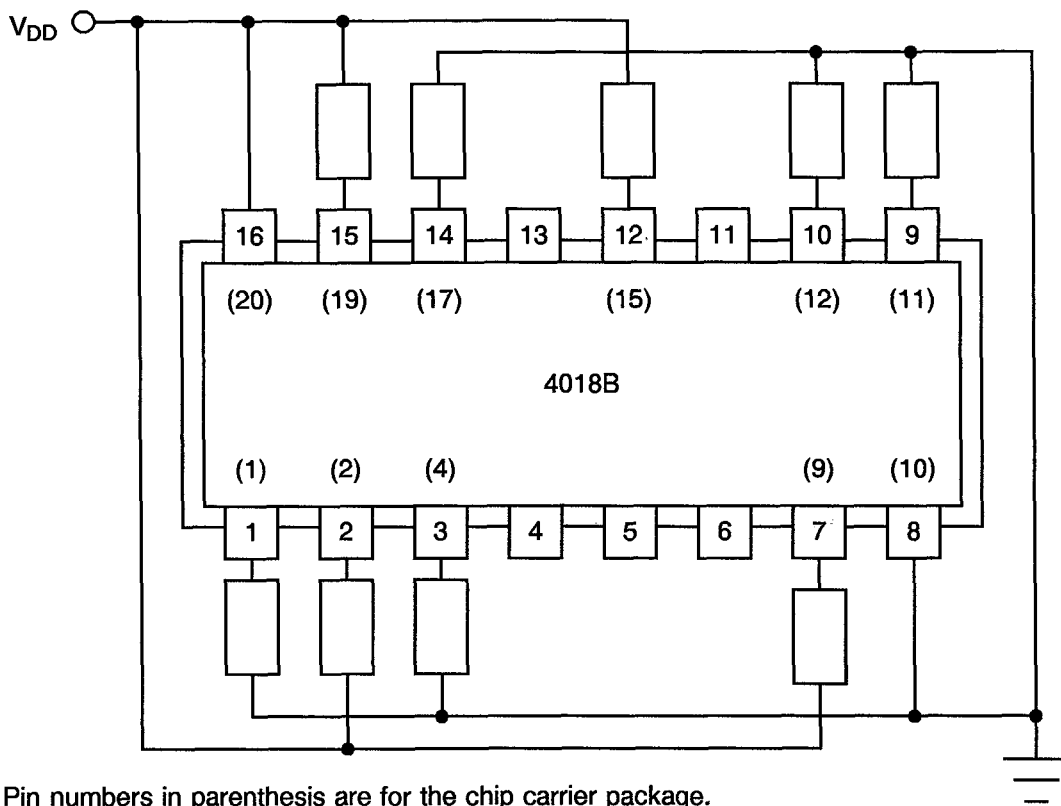 VDD
16 15 14 13 12 11 10 9
(20) (19) (17) (15) (12) (11)
4018B
(1) (2) (4) (9) (10)
1 2 3 4 5 6 7 8
Pin numbers in parenthesis are for the chip carrier package.